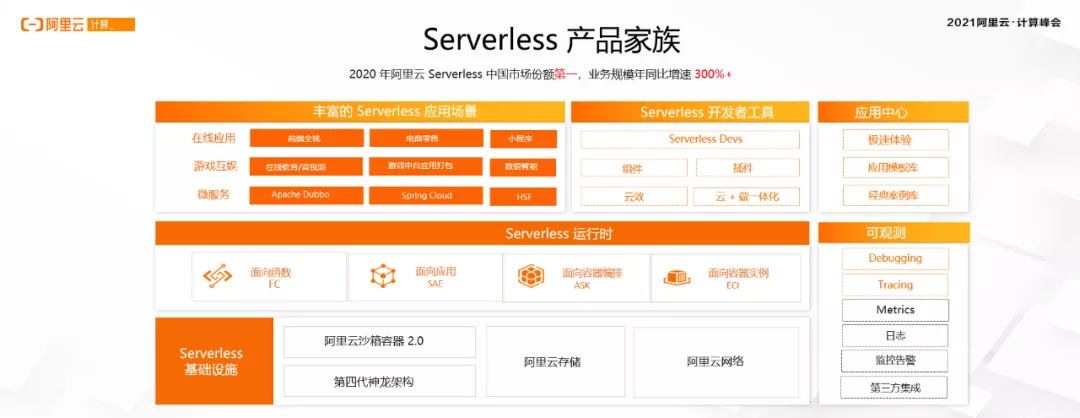 阿里云 计算_
2021阿里云·计算峰会
Serverless 产品家族
2020 年阿里云 Serverless 中国市场份额第一，业务规模年同比增速 300%+
丰富的 Serverless 应用场景
在线应用 前端全栈 电商零售 小程序
游戏互娱 在线教育/音视频 游戏中台应用打包 数据智能
微服务 Apache Dubbo Spring Cloud HSF
Serverless 开发者工具
Serverless Devs
组件 插件
云效 云 + 端一体化
应用中心
极速体验
应用模板库
经典案例库
Serverless 运行时
面向函数
FC
面向应用
SAE
面向容器编排
ASK
面向容器实例
ECI
可观测
Debugging
Tracing
Metrics
日志
监控告警
第三方集成
Serverless
基础设施
阿里云沙箱容器 2.0
第四代神龙架构
阿里云存储
阿里云网络